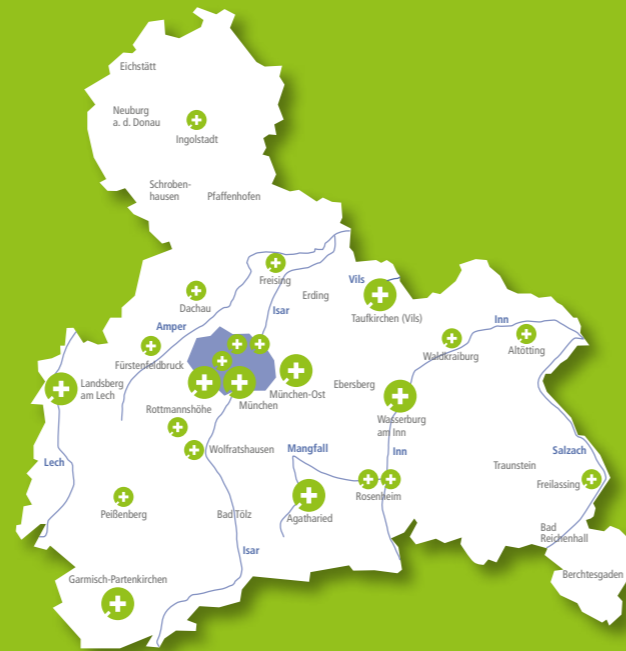 Eichstätt
Neuburg
a. d. Donau
Ingolstadt
Schroben-
hausen
Pfaffenhofen
Freising
Erding
Vils
Taufkirchen (Vils)
Dachau
Isar
Amper
Inn
Altötting
Waldkraiburg
Fürstenfeldbruck
München-Ost
Ebersberg
Landsberg
am Lech
München
Rottmannshöhe
Wasserburg
am Inn
Wolfratshausen
Mangfall
Inn
Salzach
Lech
Traunstein
Freilassing
Rosenheim
Peißenberg
Bad Tölz
Agatharied
Bad
Reichenhall
Isar
Berchtesgaden
Garmisch-Partenkirchen